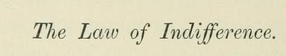 The Law of Indifference.